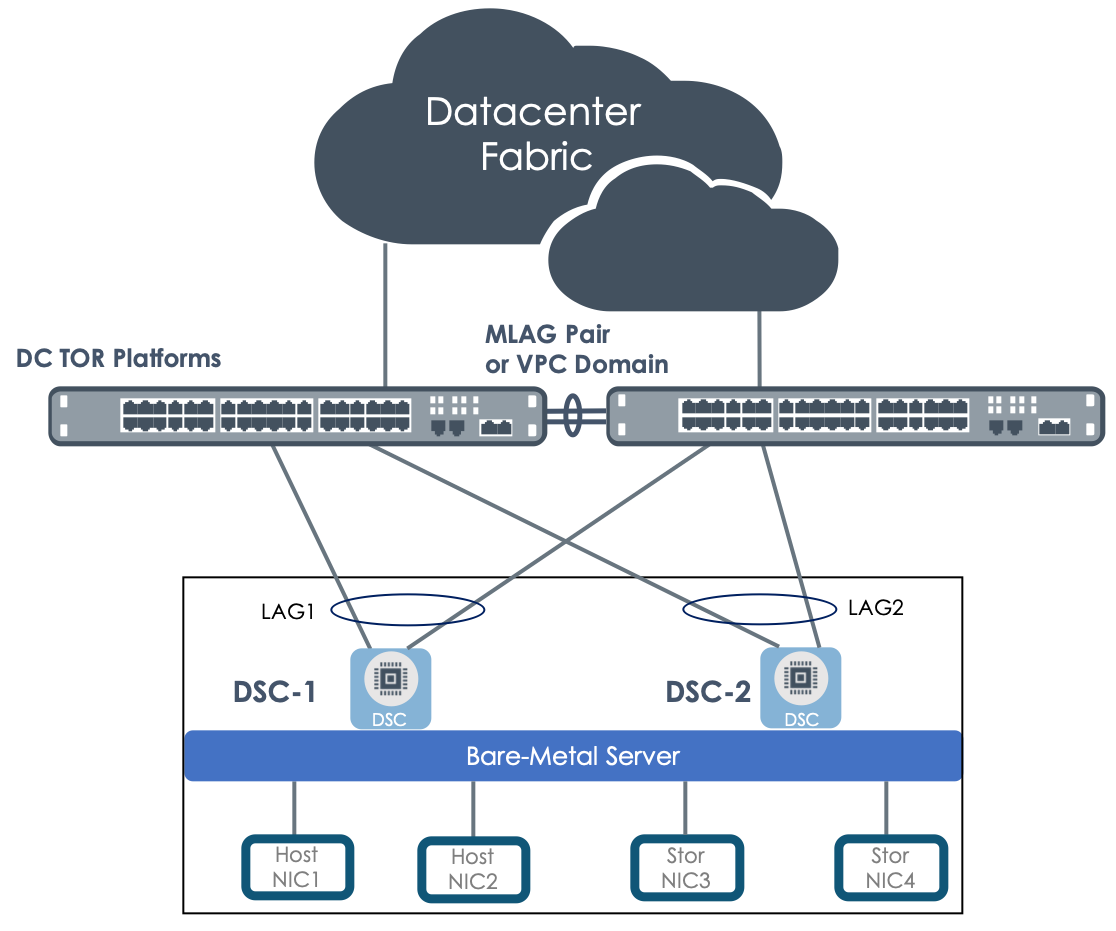 Datacenter
Fabric
MLAG Pair
or VPC Domain
DC TOR Platforms
LAG1
LAG2
DSC-1
DSC
DSC-2
DSC
Bare-Metal Server
Host
NIC1
Host
NIC2
Stor
NIC3
Stor
NIC4